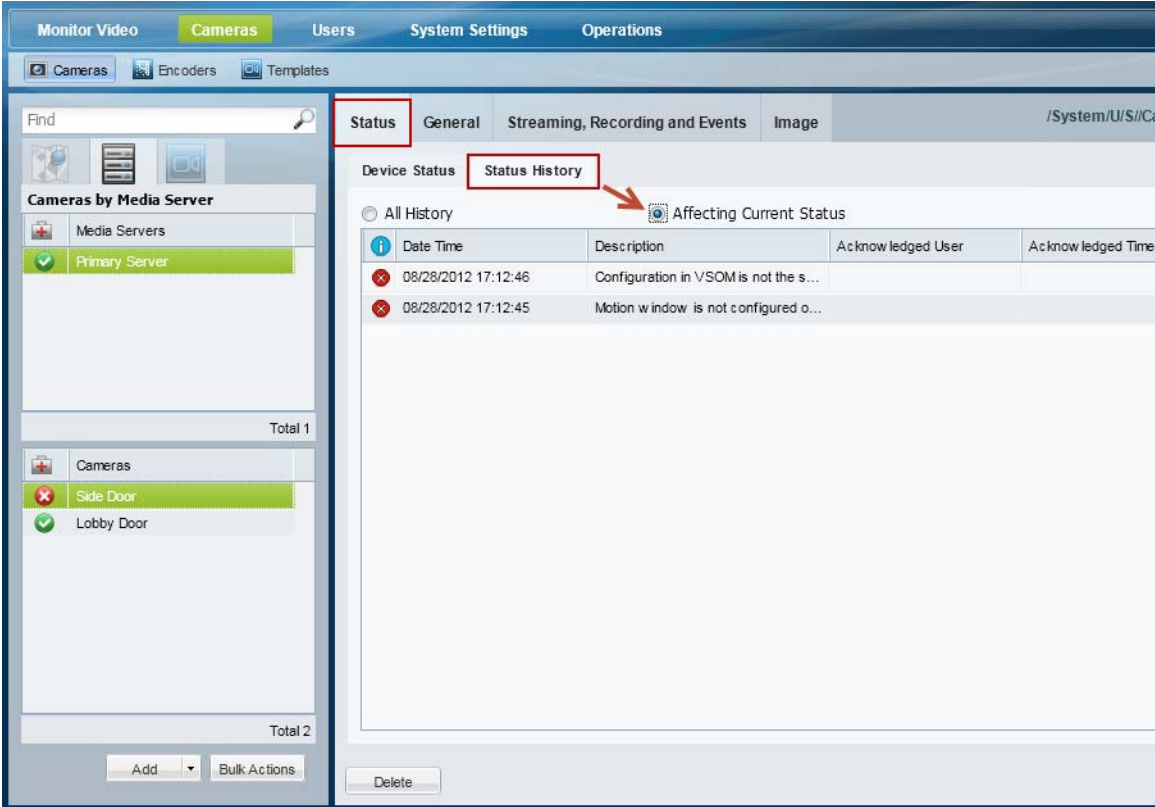 Monitor Video Cameras Users System Settings Operations
Cameras Encoders Templates
Find
Cameras by Media Server
Media Servers
Primary Server
Total 1
Cameras
Side Door
Lobby Door
Total 2
Add Bulk Actions
Status General Streaming, Recording and Events Image /System/U/S//Ca
Device Status Status History
All History Affecting Current Status
Date Time Description Acknowledged User Acknowledged Time
08/28/2012 17:12:46 Configuration in VSOM is not the s...
08/28/2012 17:12:45 Motion window is not configured o...
Delete